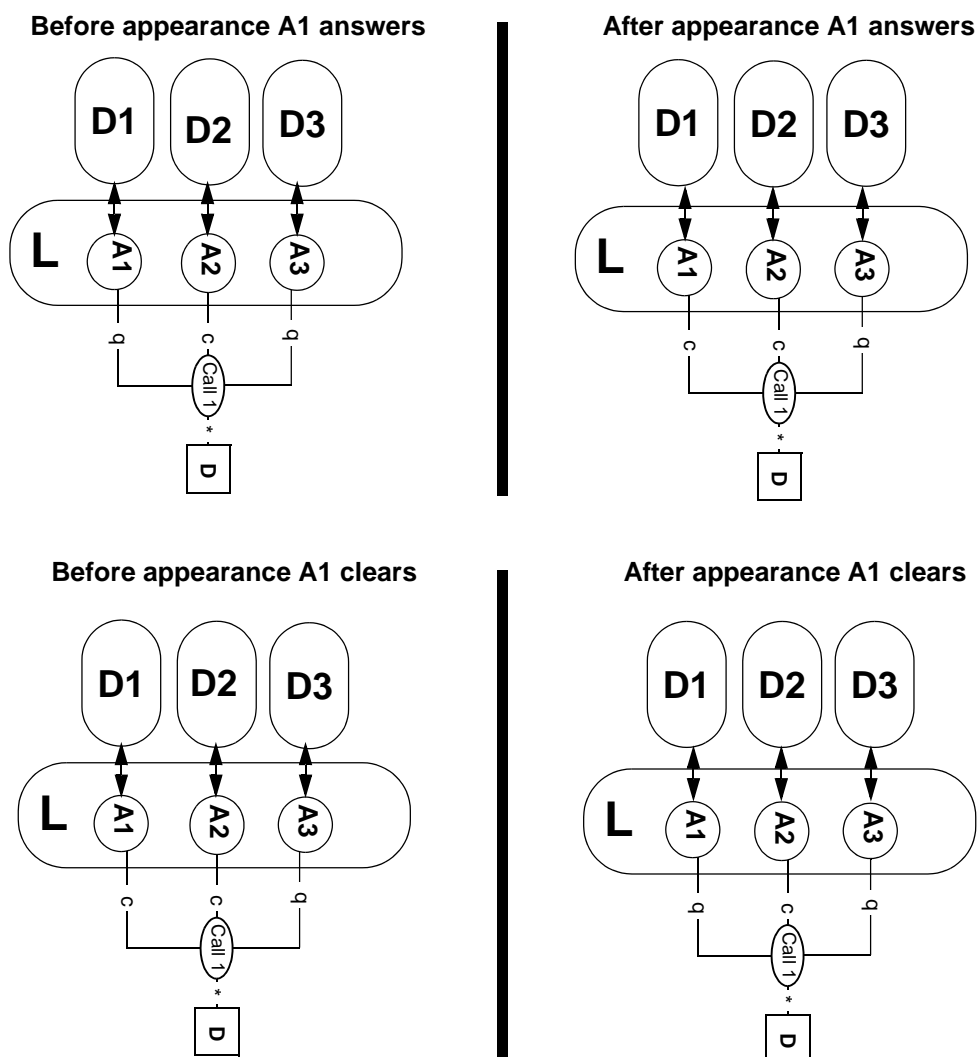 Before appearance A1 answers
D1 D2 D3
L A1 A2 A3
q c q
Call 1
*
D
After appearance A1 answers
D1 D2 D3
L A1 A2 A3
c c q
Call 1
*
D
Before appearance A1 clears
D1 D2 D3
L A1 A2 A3
c c q
Call 1
*
D
After appearance A1 clears
D1 D2 D3
L A1 A2 A3
q c q
Call 1
*
D